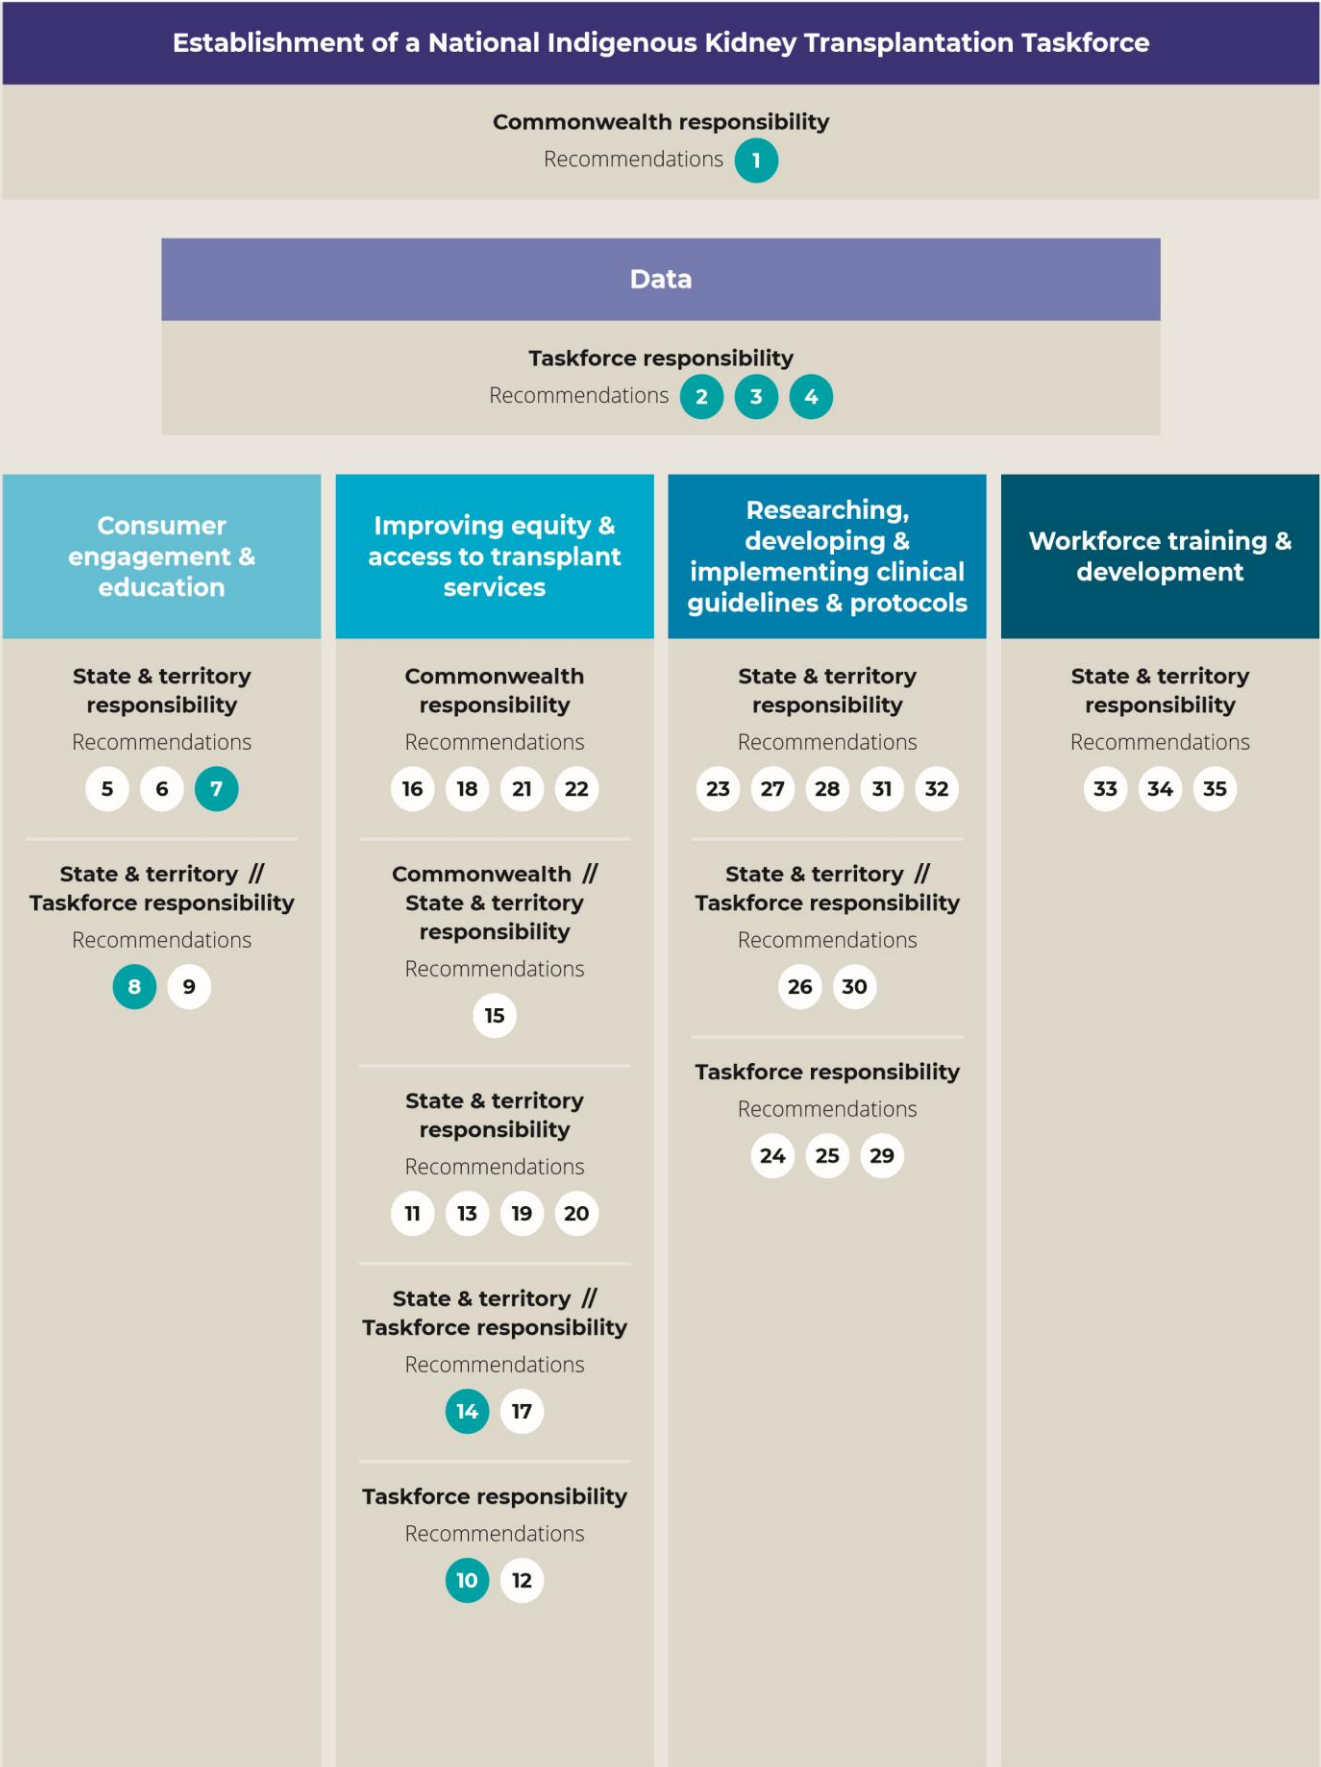 Establishment of a National Indigenous Kidney Transplantation Taskforce
Commonwealth responsibility
Recommendations 1
Data
Taskforce responsibility
Recommendations 2 3 4
Consumer
engagement &
education
State & territory
responsibility
Recommendations
5 6 7
State & territory //
Taskforce responsibility
Recommendations
8 9
Improving equity &
access to transplant
services
Commonwealth
responsibility
Recommendations
16 18 21 22
Commonwealth //
State & territory
responsibility
Recommendations
15
State & territory
responsibility
Recommendations
11 13 19 20
State & territory //
Taskforce responsibility
Recommendations
14 17
Taskforce responsibility
Recommendations
10 12
Researching,
developing &
implementing clinical
guidelines & protocols
State & territory
responsibility
Recommendations
23 27 28 31 32
State & territory //
Taskforce responsibility
Recommendations
26 30
Taskforce responsibility
Recommendations
24 25 29
Workforce training &
development
State & territory
responsibility
Recommendations
33 34 35